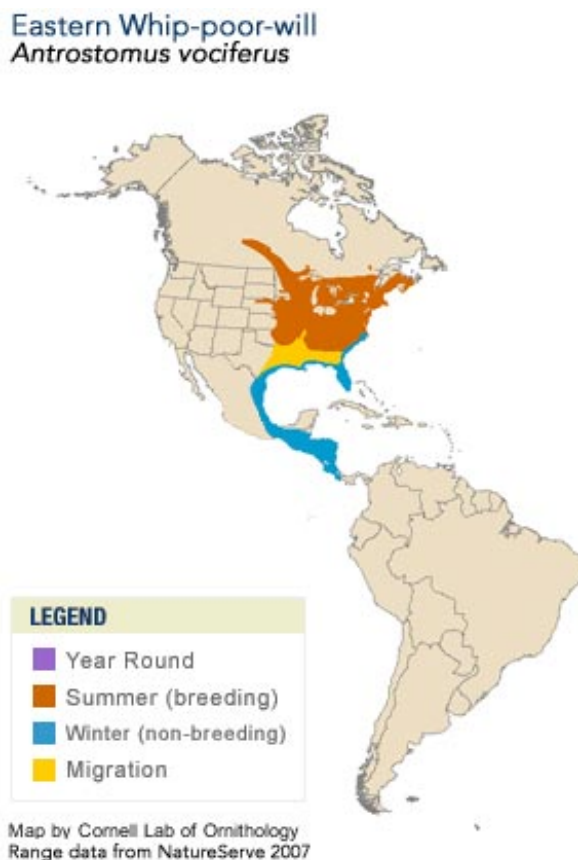 Eastern Whip-poor-will
Antrostomus vociferus
LEGEND
Year Round
Summer (breeding)
Winter (non-breeding)
Migration
Map by Cornell Lab of Ornithology
Range data from NatureServe 2007